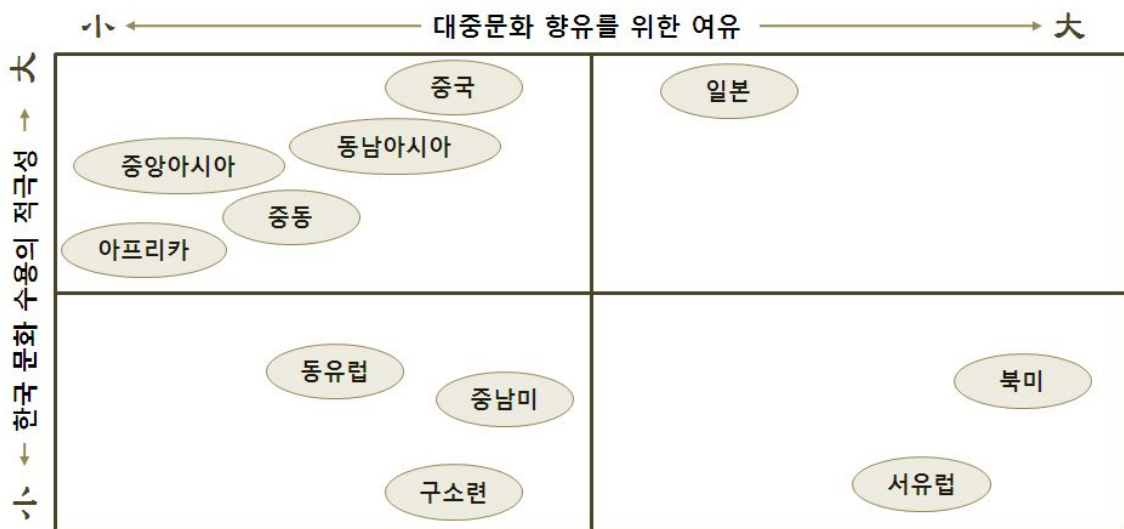 小 대중문화 향유를 위한 여유 大
大
한국 문화 수용의 적극성
小
중국
일본
동남아시아
중앙아시아
중동
아프리카
동유럽
북미
중남미
서유럽
구소련